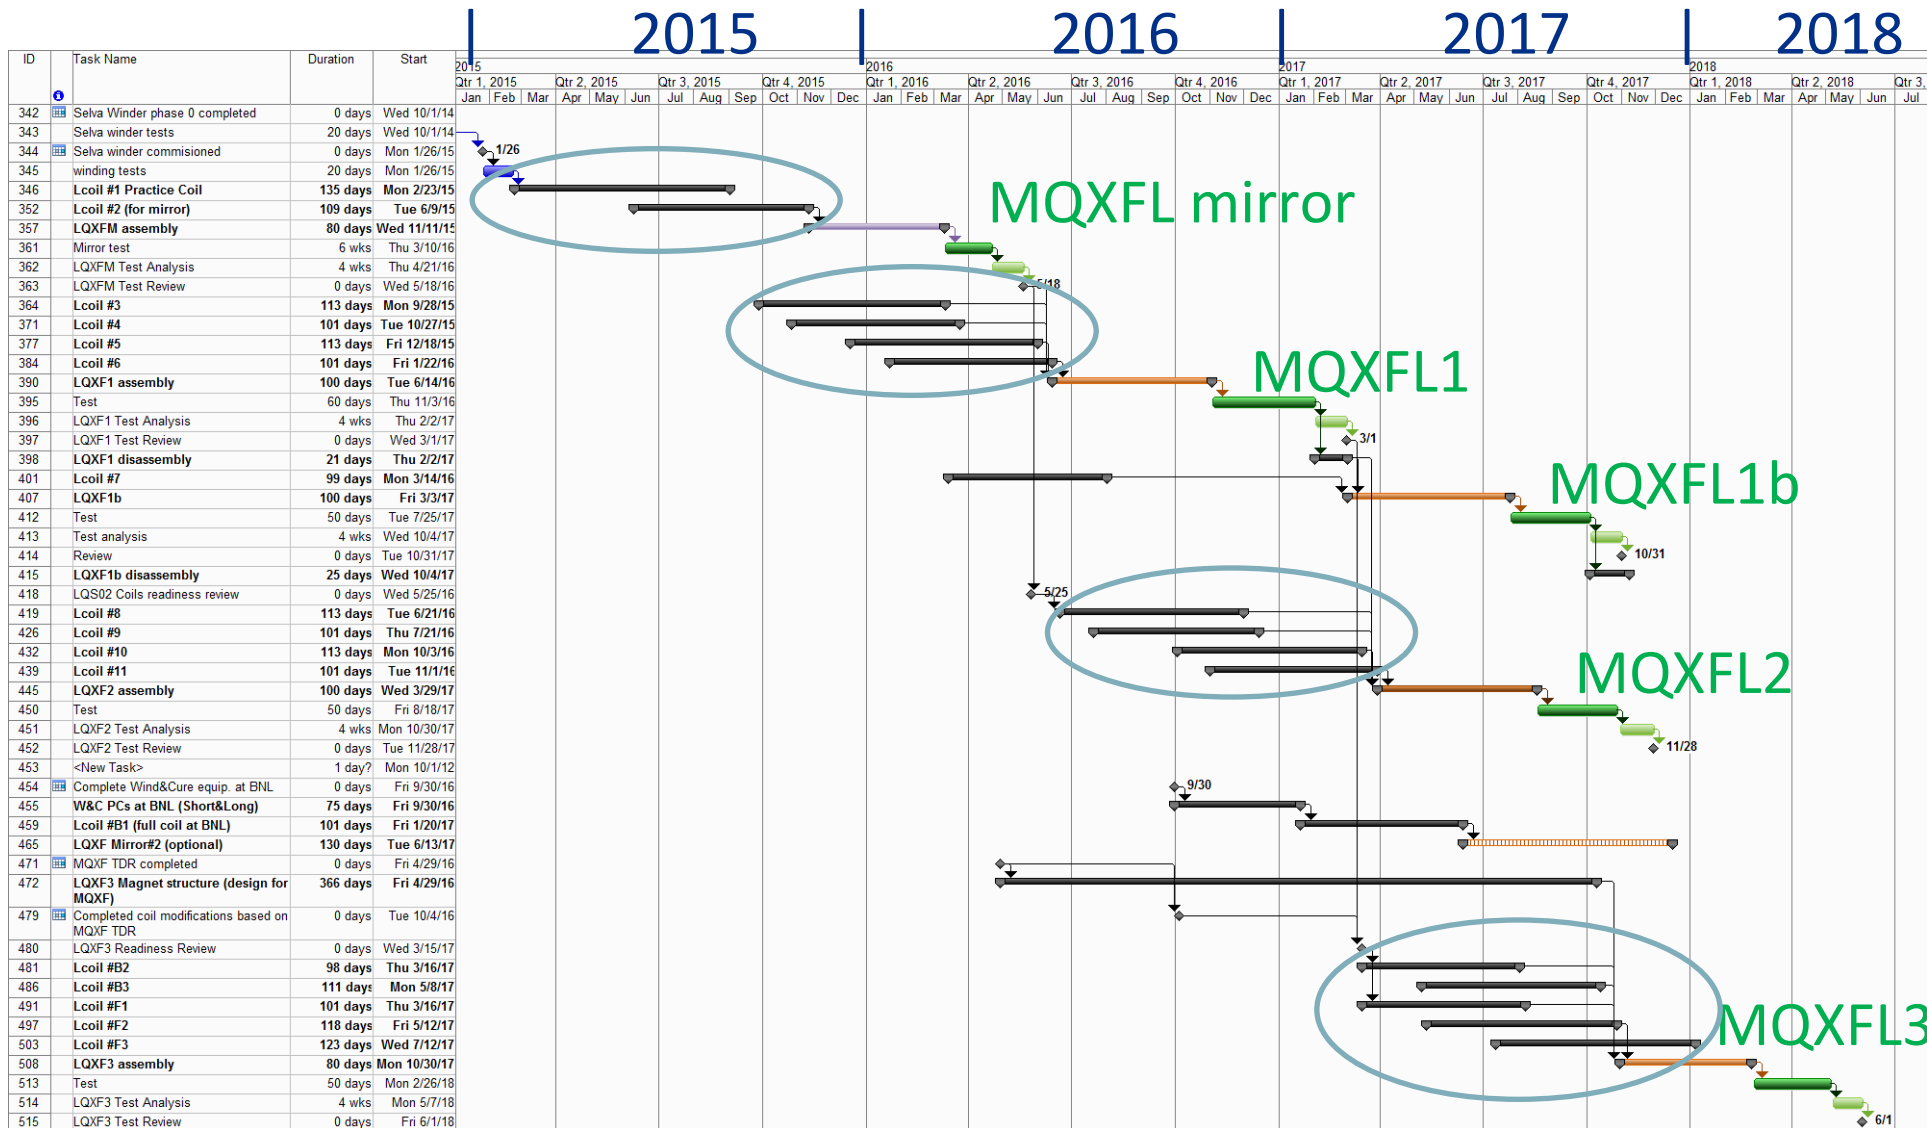 2015 2016 2017 2018
ID Task Name Duration Start
2015 2016 2017 2018
Qtr 1, 2015 Qtr 2, 2015 Qtr 3, 2015 Qtr 4, 2015 Qtr 1, 2016 Qtr 2, 2016 Qtr 3, 2016 Qtr 4, 2016 Qtr 1, 2017 Qtr 2, 2017 Qtr 3, 2017 Qtr 4, 2017 Qtr 1, 2018 Qtr 2, 2018 Qtr 3,
Jan Feb Mar Apr May Jun Jul Aug Sep Oct Nov Dec Jan Feb Mar Apr May Jun Jul Aug Sep Oct Nov Dec Jan Feb Mar Apr May Jun Jul Aug Sep Oct Nov Dec Jan Feb Mar Apr May Jun Jul
342 Selva Winder phase 0 completed 0 days Wed 10/1/14
343 Selva winder tests 20 days Wed 10/1/14
344 Selva winder commisioned 0 days Mon 1/26/15 1/26
345 winding tests 20 days Mon 1/26/15
346 Lcoil #1 Practice Coil 135 days Mon 2/23/15
352 Lcoil #2 (for mirror) 109 days Tue 6/9/15
MQXFL mirror
357 LQXFM assembly 80 days Wed 11/11/15
361 Mirror test 6 wks Thu 3/10/16
362 LQXFM Test Analysis 4 wks Thu 4/21/16
363 LQXFM Test Review 0 days Wed 5/18/16 5/18
364 Lcoil #3 113 days Mon 9/28/15
371 Lcoil #4 101 days Tue 10/27/15
377 Lcoil #5 113 days Fri 12/18/15
384 Lcoil #6 101 days Fri 1/22/16
MQXFL1
390 LQXF1 assembly 100 days Tue 6/14/16
395 Test 60 days Thu 11/3/16
396 LQXF1 Test Analysis 4 wks Thu 2/2/17
397 LQXF1 Test Review 0 days Wed 3/1/17 3/1
398 LQXF1 disassembly 21 days Thu 2/2/17
401 Lcoil #7 99 days Mon 3/14/16
MQXFL1b
407 LQXF1b 100 days Fri 3/3/17
412 Test 50 days Tue 7/25/17
413 Test analysis 4 wks Wed 10/4/17
414 Review 0 days Tue 10/31/17 10/31
415 LQXF1b disassembly 25 days Wed 10/4/17
418 LQS02 Coils readiness review 0 days Wed 5/25/16 5/25
419 Lcoil #8 113 days Tue 6/21/16
426 Lcoil #9 101 days Thu 7/21/16
432 Lcoil #10 113 days Mon 10/3/16
439 Lcoil #11 101 days Tue 11/1/16
MQXFL2
445 LQXF2 assembly 100 days Wed 3/29/17
450 Test 50 days Fri 8/18/17
451 LQXF2 Test Analysis 4 wks Mon 10/30/17
452 LQXF2 Test Review 0 days Tue 11/28/17 11/28
453 <New Task> 1 day? Mon 10/1/12
454 Complete Wind&Cure equip. at BNL 0 days Fri 9/30/16 9/30
455 W&C PCs at BNL (Short&Long) 75 days Fri 9/30/16
459 Lcoil #B1 (full coil at BNL) 101 days Fri 1/20/17
465 LQXF Mirror#2 (optional) 130 days Tue 6/13/17
471 MQXF TDR completed 0 days Fri 4/29/16
472 LQXF3 Magnet structure (design for 366 days Fri 4/29/16
MQXF)
479 Completed coil modifications based on 0 days Tue 10/4/16
MQXF TDR
480 LQXF3 Readiness Review 0 days Wed 3/15/17
481 Lcoil #B2 98 days Thu 3/16/17
486 Lcoil #B3 111 days Mon 5/8/17
491 Lcoil #F1 101 days Thu 3/16/17
497 Lcoil #F2 118 days Fri 5/12/17
MQXFL3
503 Lcoil #F3 123 days Wed 7/12/17
508 LQXF3 assembly 80 days Mon 10/30/17
513 Test 50 days Mon 2/26/18
514 LQXF3 Test Analysis 4 wks Mon 5/7/18
515 LQXF3 Test Review 0 days Fri 6/1/18 6/1